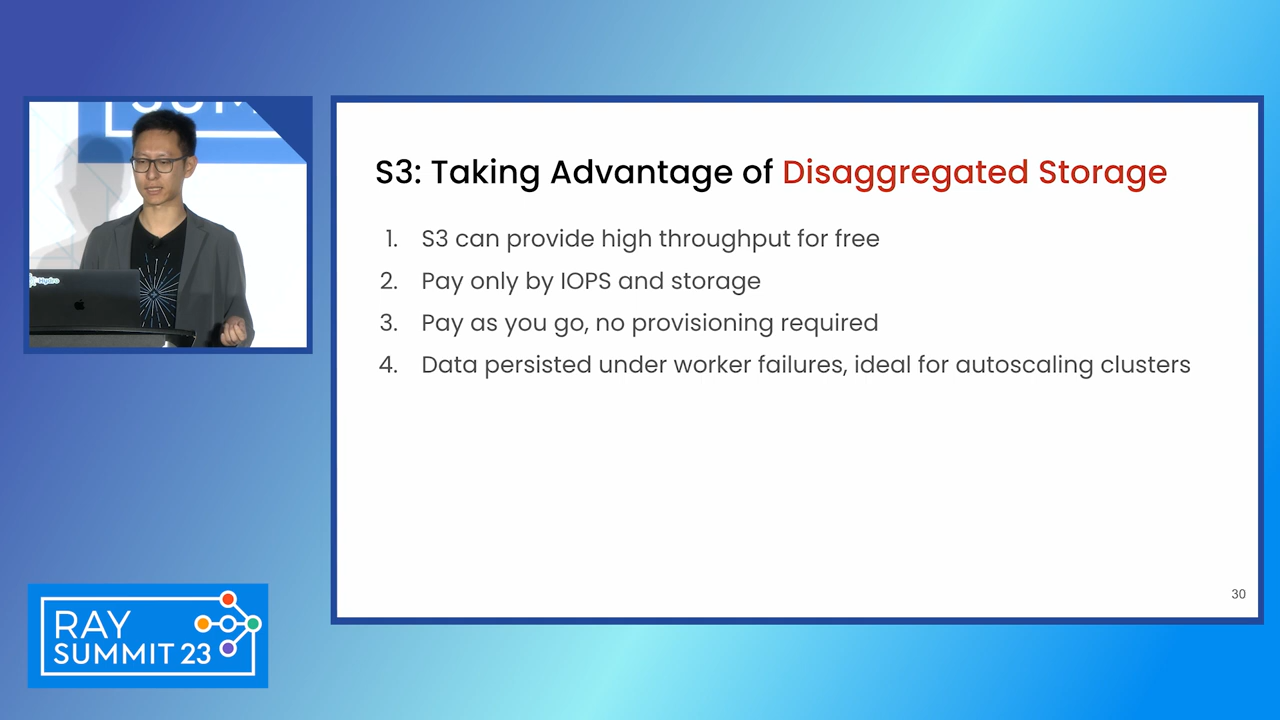 S3: Taking Advantage of Disaggregated Storage
1. S3 can provide high throughput for free
2. Pay only by IOPS and storage
3. Pay as you go, no provisioning required
4. Data persisted under worker failures, ideal for autoscaling clusters
30
RAY
SUMMIT 23